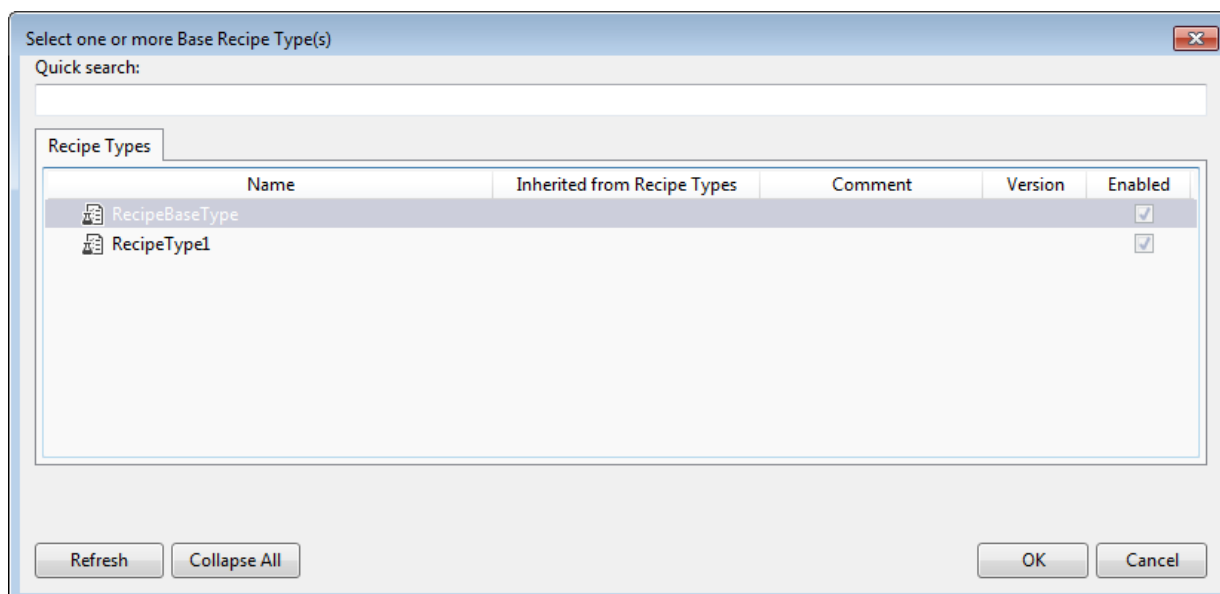 Select one or more Base Recipe Type(s)
Quick search:
Recipe Types
Name Inherited from Recipe Types Comment Version Enabled
RecipeBaseType
RecipeType1
Refresh Collapse All OK Cancel